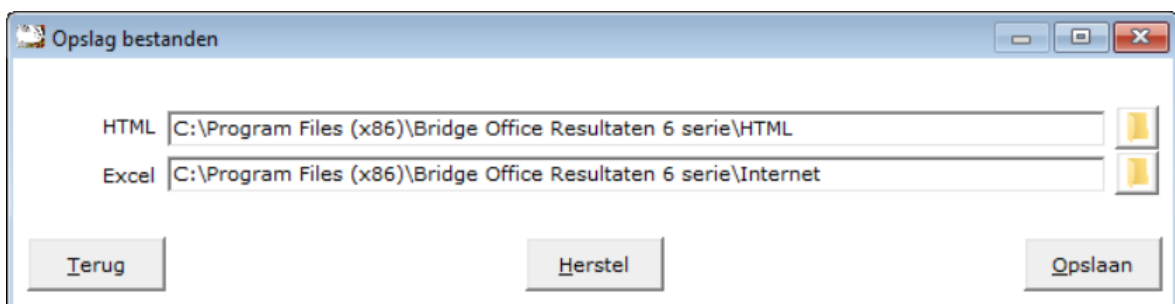 Opslag bestanden
HTML C:\Program Files (x86)\Bridge Office Resultaten 6 serie\HTML
Excel C:\Program Files (x86)\Bridge Office Resultaten 6 serie\Internet
Terug Herstel Opslaan